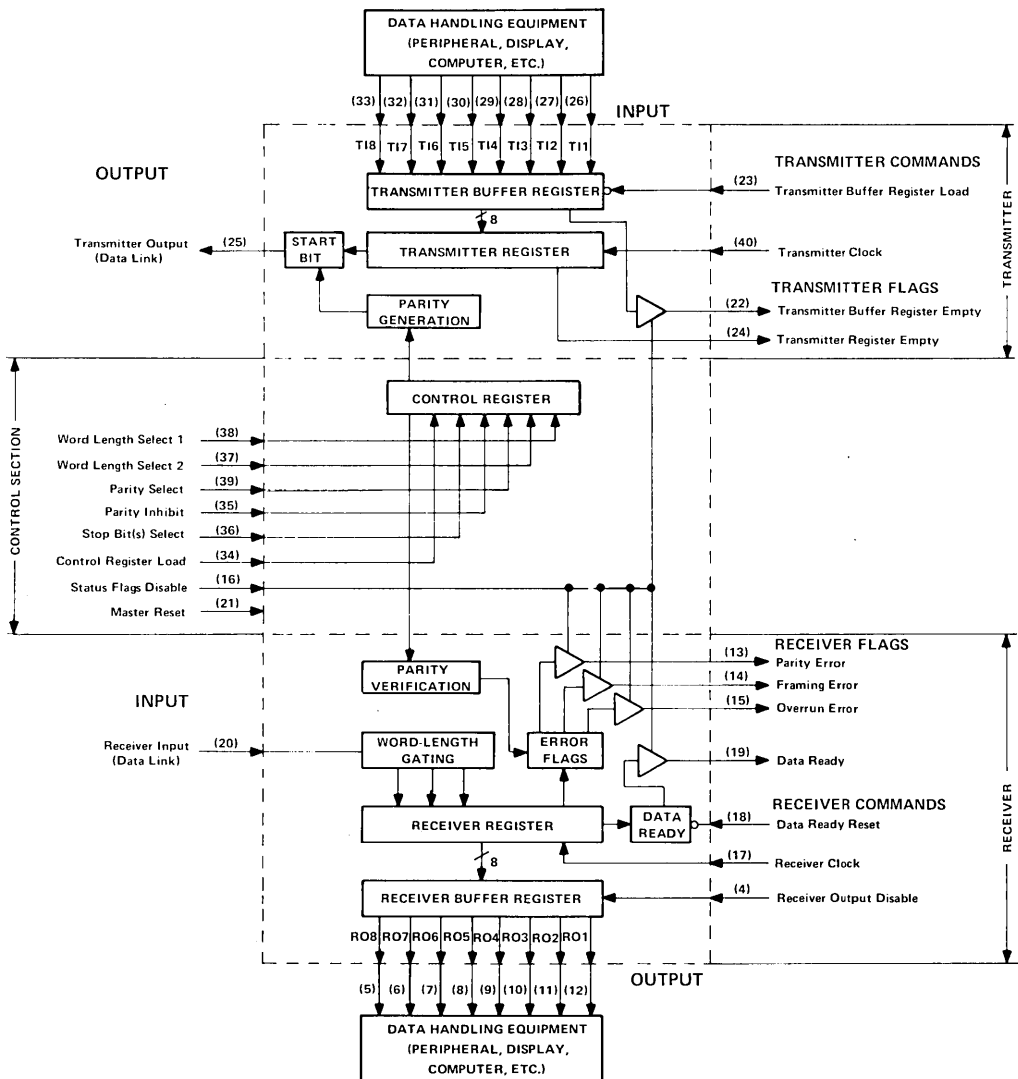 DATA HANDLING EQUIPMENT
(PERIPHERAL, DISPLAY,
COMPUTER, ETC.)
(33) (32) (31) (30) (29) (28) (27) (26)
INPUT
TI8 TI7 TI6 TI5 TI4 TI3 TI2 TI1
OUTPUT
TRANSMITTER COMMANDS
TRANSMITTER BUFFER REGISTER
(23)
Transmitter Buffer Register Load
8
Transmitter Output
(Data Link)
(25)
START
BIT
TRANSMITTER REGISTER
(40)
Transmitter Clock
TRANSMITTER
PARITY
GENERATION
TRANSMITTER FLAGS
(22)
Transmitter Buffer Register Empty
(24)
Transmitter Register Empty
CONTROL SECTION
CONTROL REGISTER
Word Length Select 1 (38)
Word Length Select 2 (37)
Parity Select (39)
Parity Inhibit (35)
Stop Bit(s) Select (36)
Control Register Load (34)
Status Flags Disable (16)
Master Reset (21)
RECEIVER FLAGS
(13)
Parity Error
(14)
Framing Error
(15)
Overrun Error
PARITY
VERIFICATION
INPUT
Receiver Input
(Data Link)
(20)
WORD-LENGTH
GATING
ERROR
FLAGS
(19)
Data Ready
RECEIVER COMMANDS
RECEIVER REGISTER
DATA
READY
(18)
Data Ready Reset
RECEIVER
8
(17)
Receiver Clock
RECEIVER BUFFER REGISTER
(4)
Receiver Output Disable
RO8 RO7 RO6 RO5 RO4 RO3 RO2 RO1
OUTPUT
(5) (6) (7) (8) (9) (10) (11) (12)
DATA HANDLING EQUIPMENT
(PERIPHERAL, DISPLAY,
COMPUTER, ETC.)